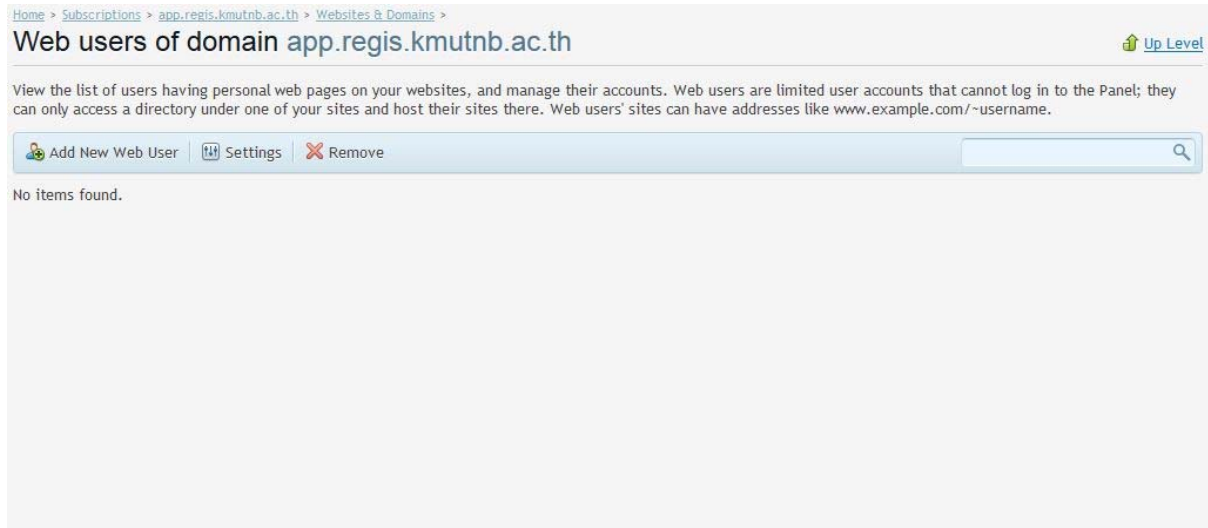 Home > Subscriptions > app.regis.kmutnb.ac.th > Websites & Domains >
Web users of domain app.regis.kmutnb.ac.th
Up Level
View the list of users having personal web pages on your websites, and manage their accounts. Web users are limited user accounts that cannot log in to the Panel; they
can only access a directory under one of your sites and host their sites there. Web users' sites can have addresses like www.example.com/~username.
Add New Web User Settings Remove
No items found.